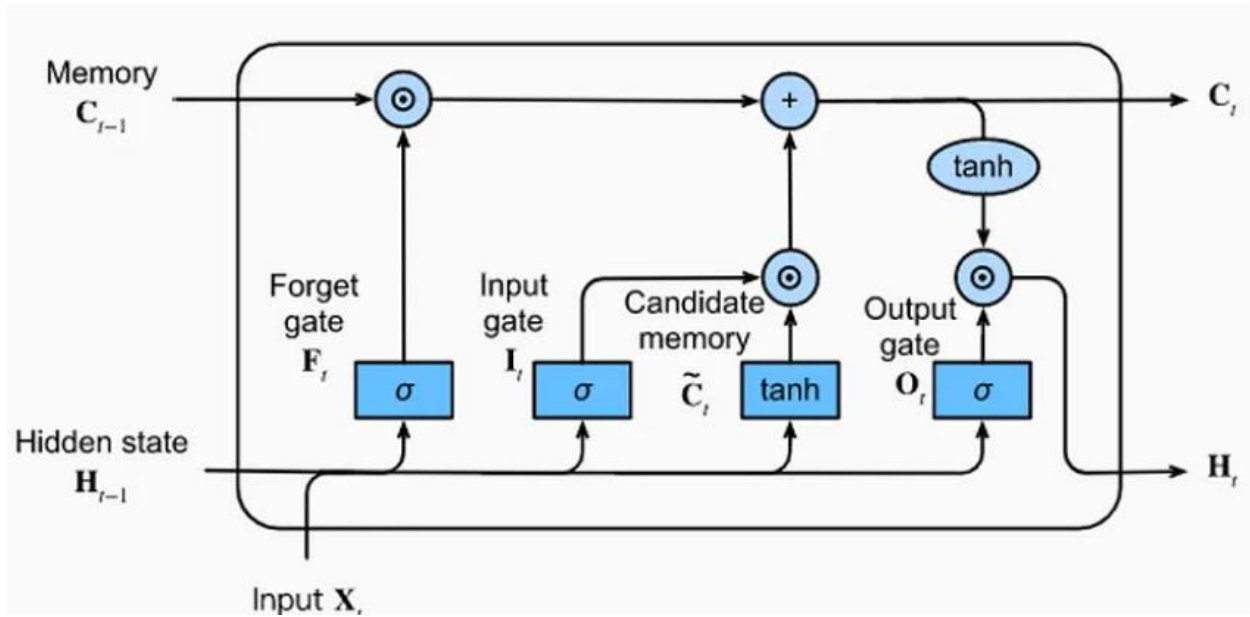 Memory
C_{t-1}
⊙
+
C_t
tanh
Forget
gate
F_t
Input
gate
I_t
⊙
Candidate
memory
C̃_t
⊙
Output
gate
O_t
σ
σ
tanh
σ
Hidden state
H_{t-1}
H_t
Input X_t